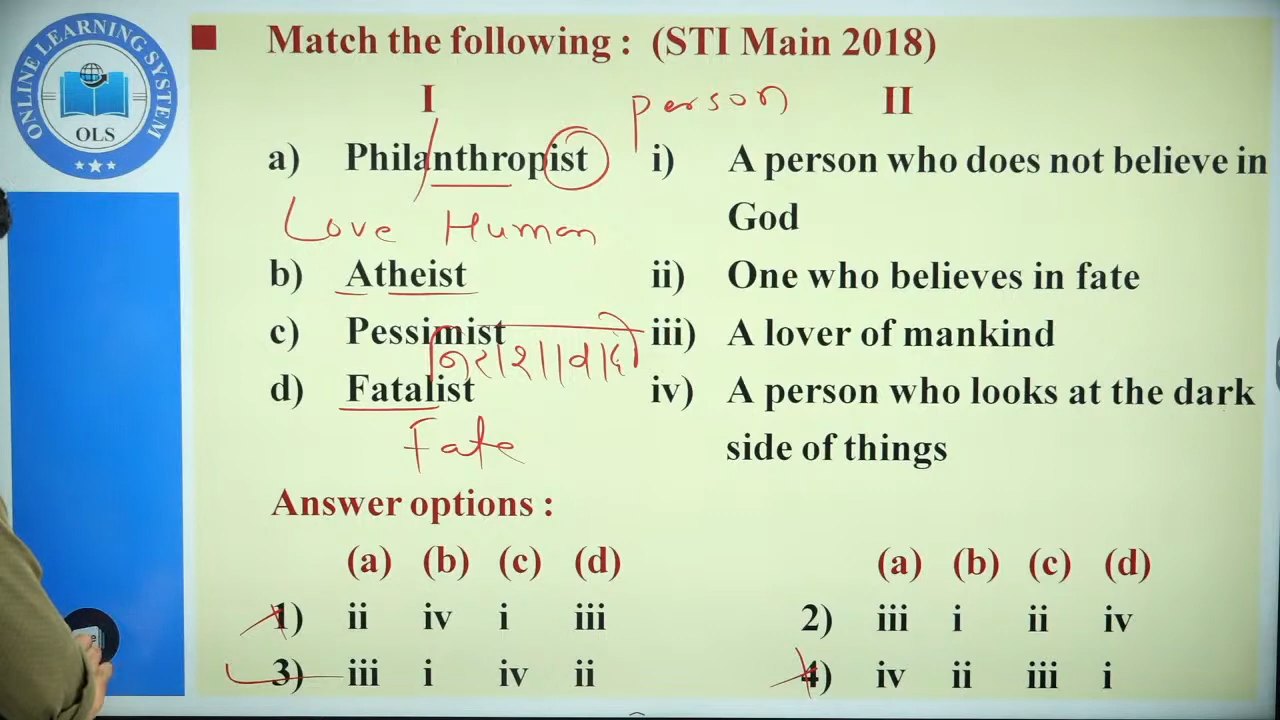 ONLINE LEARNING SYSTEM
OLS
Match the following : (STI Main 2018)
I
person
II
a) Philanthropist
i) A person who does not believe in
God
Love Human
b) Atheist
ii) One who believes in fate
c) Pessimist
iii) A lover of mankind
निराशावादी
d) Fatalist
iv) A person who looks at the dark
side of things
Fate
Answer options :
(a) (b) (c) (d)
(a) (b) (c) (d)
1) ii iv i iii
2) iii i ii iv
3) iii i iv ii
4) iv ii iii i